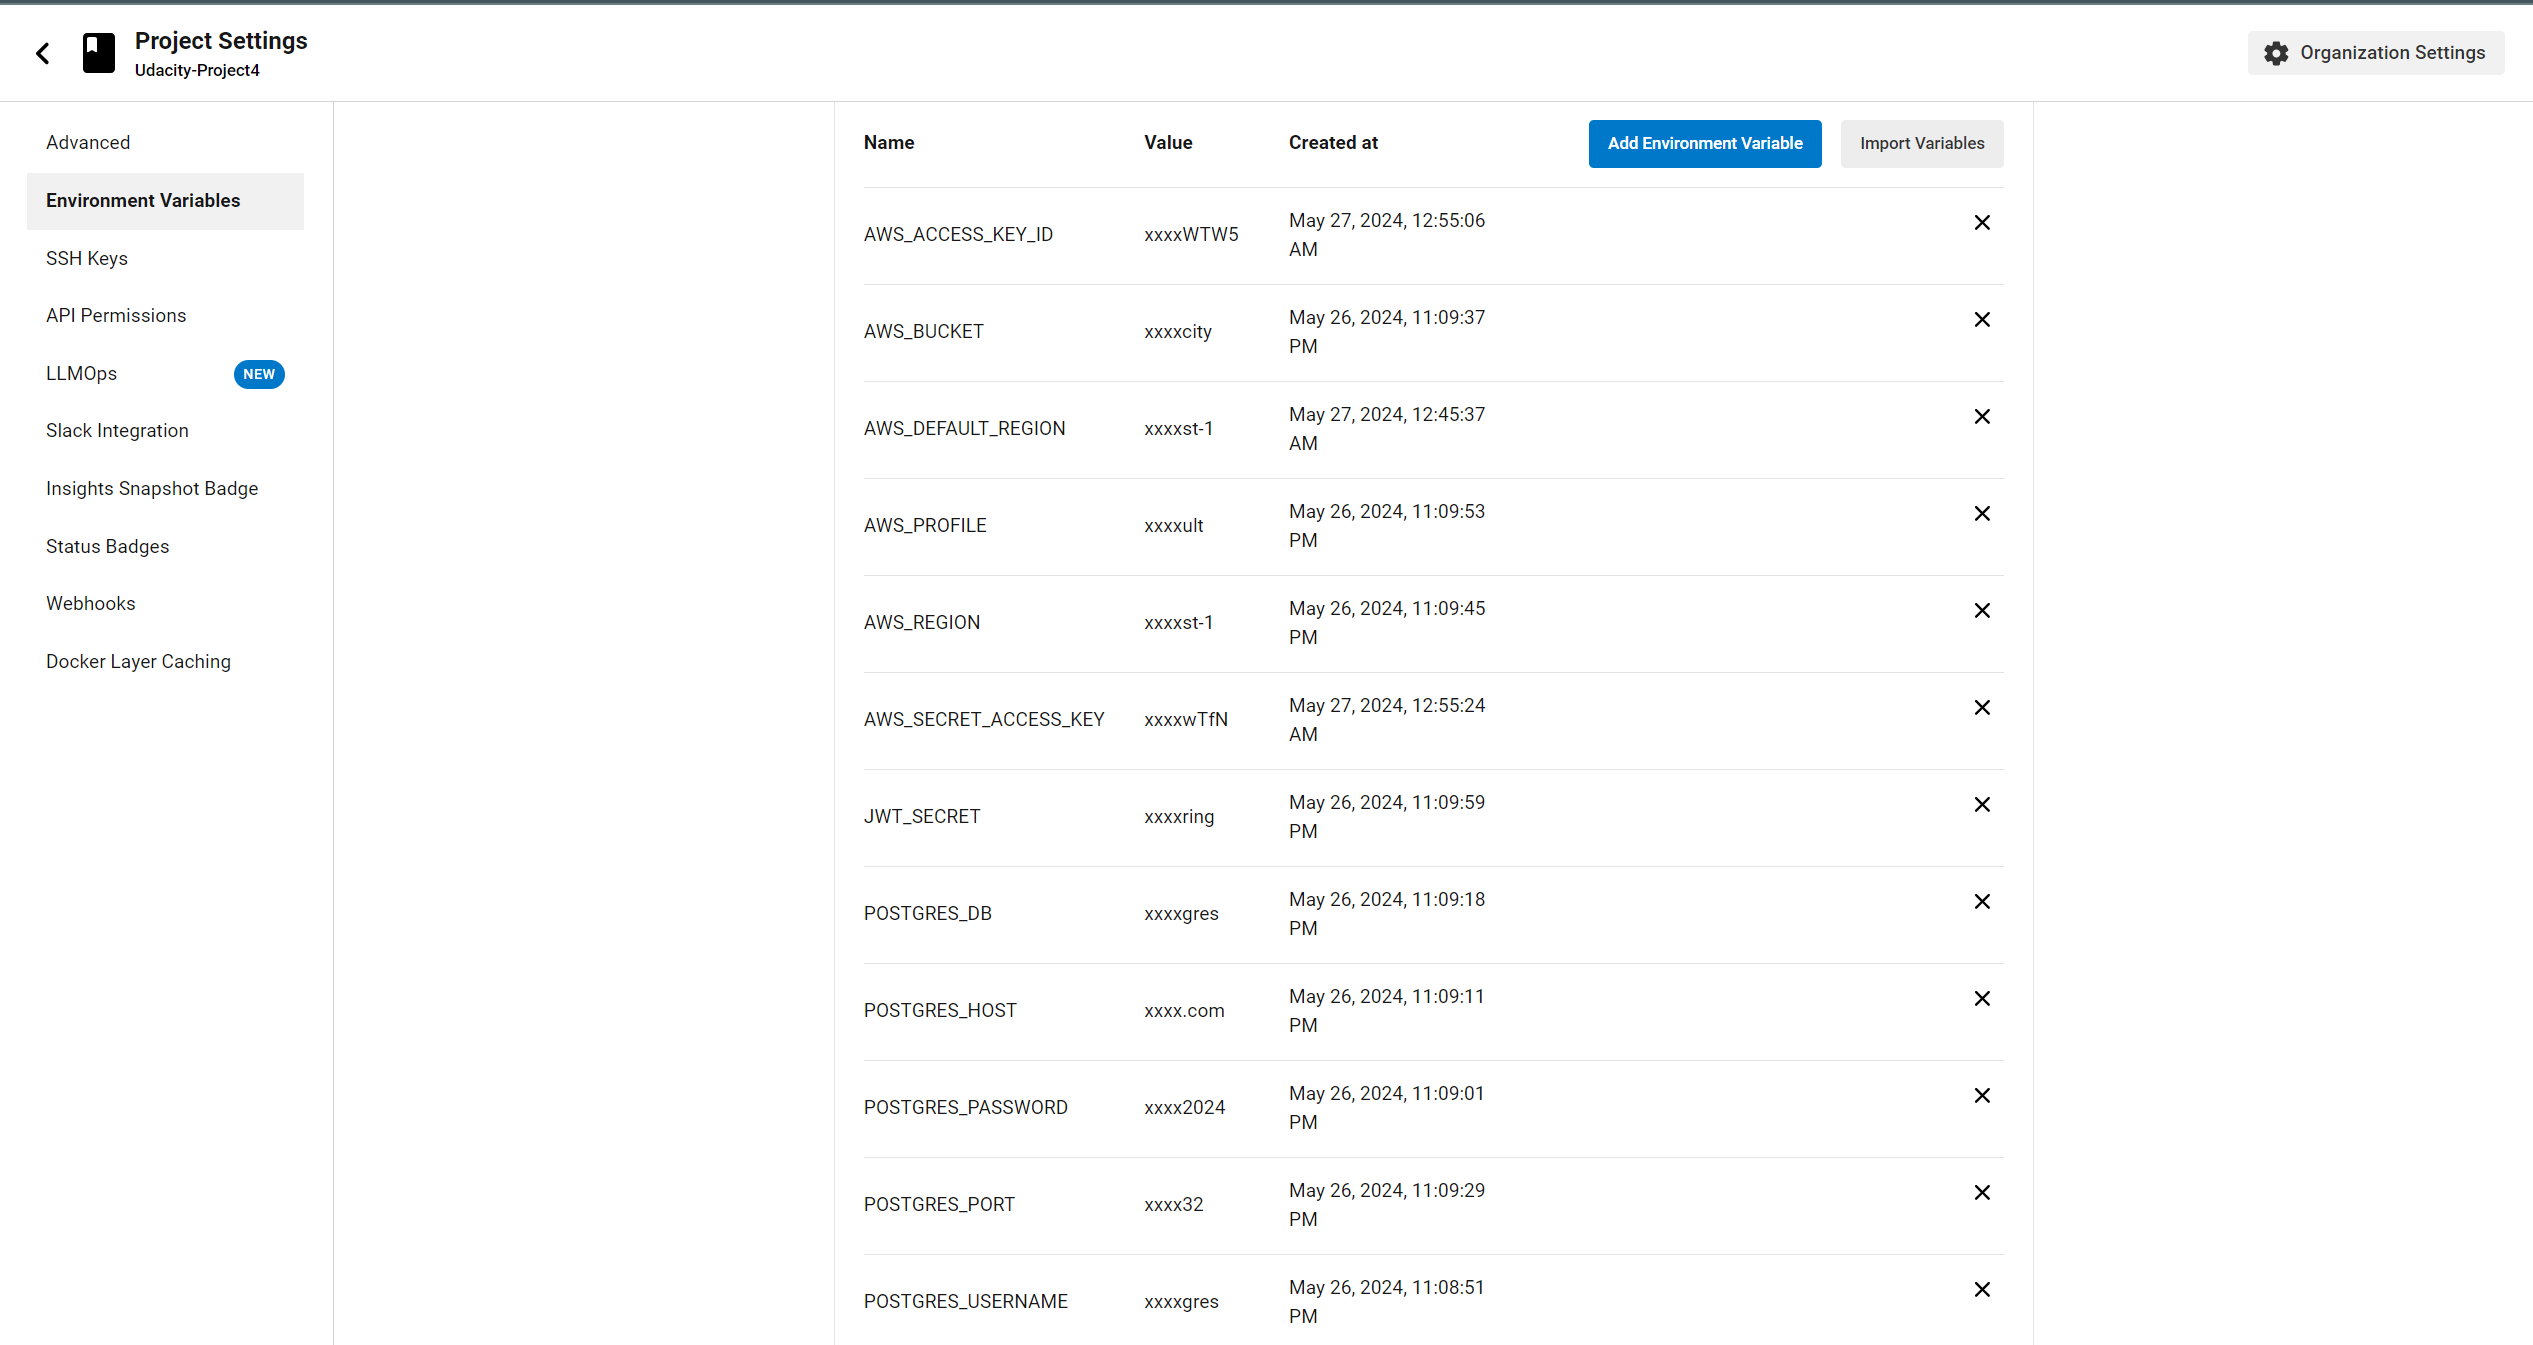 Project Settings
Udacity-Project4
Organization Settings
Advanced
Environment Variables
SSH Keys
API Permissions
LLMOps NEW
Slack Integration
Insights Snapshot Badge
Status Badges
Webhooks
Docker Layer Caching
Name Value Created at Add Environment Variable Import Variables
AWS_ACCESS_KEY_ID xxxxWTW5 May 27, 2024, 12:55:06
AM
AWS_BUCKET xxxxcity May 26, 2024, 11:09:37
PM
AWS_DEFAULT_REGION xxxxst-1 May 27, 2024, 12:45:37
AM
AWS_PROFILE xxxxult May 26, 2024, 11:09:53
PM
AWS_REGION xxxxst-1 May 26, 2024, 11:09:45
PM
AWS_SECRET_ACCESS_KEY xxxxwTfN May 27, 2024, 12:55:24
AM
JWT_SECRET xxxxring May 26, 2024, 11:09:59
PM
POSTGRES_DB xxxxgres May 26, 2024, 11:09:18
PM
POSTGRES_HOST xxxx.com May 26, 2024, 11:09:11
PM
POSTGRES_PASSWORD xxxx2024 May 26, 2024, 11:09:01
PM
POSTGRES_PORT xxxx32 May 26, 2024, 11:09:29
PM
POSTGRES_USERNAME xxxxgres May 26, 2024, 11:08:51
PM